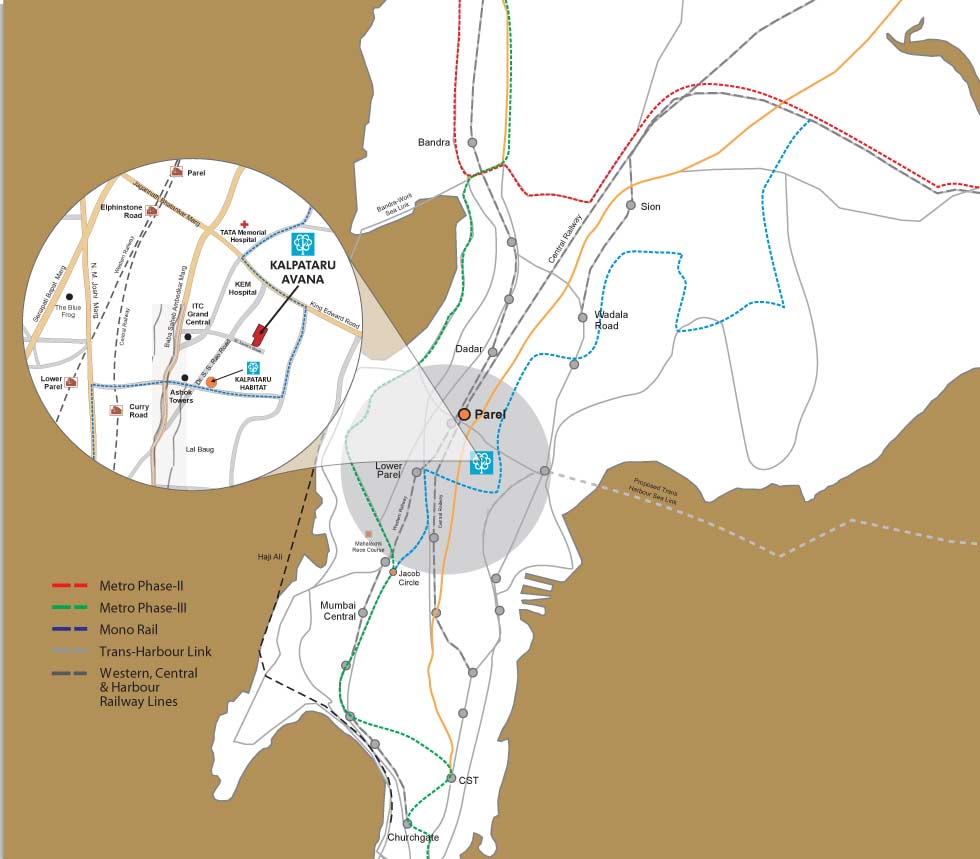 Bandra
Bandra-Worli
Sea Link
Central Railway
Sion
Wadala
Road
Dadar
Parel
Lower
Parel
Western Railway
Central Railway
Mahalaxmi
Race Course
Jacob
Circle
Haji Ali
Mumbai
Central
CST
Churchgate
Proposed Trans
Harbour Sea Link
Parel
Elphinstone
Road
Jagannath Bhatankar Marg
TATA Memorial
Hospital
KALPATARU
AVANA
KEM
Hospital
King Edward Road
Senapati Bapat Marg
N. M. Joshi Marg
Western Railway
Central Railway
Baba Saheb Ambedkar Marg
The Blue
Frog
ITC
Grand
Central
Dr. S. S. Rao Road
KALPATARU
HABITAT
Lower
Parel
Ashok
Towers
Curry
Road
Lal Baug
Metro Phase-II
Metro Phase-III
Mono Rail
Trans-Harbour Link
Western, Central
& Harbour
Railway Lines